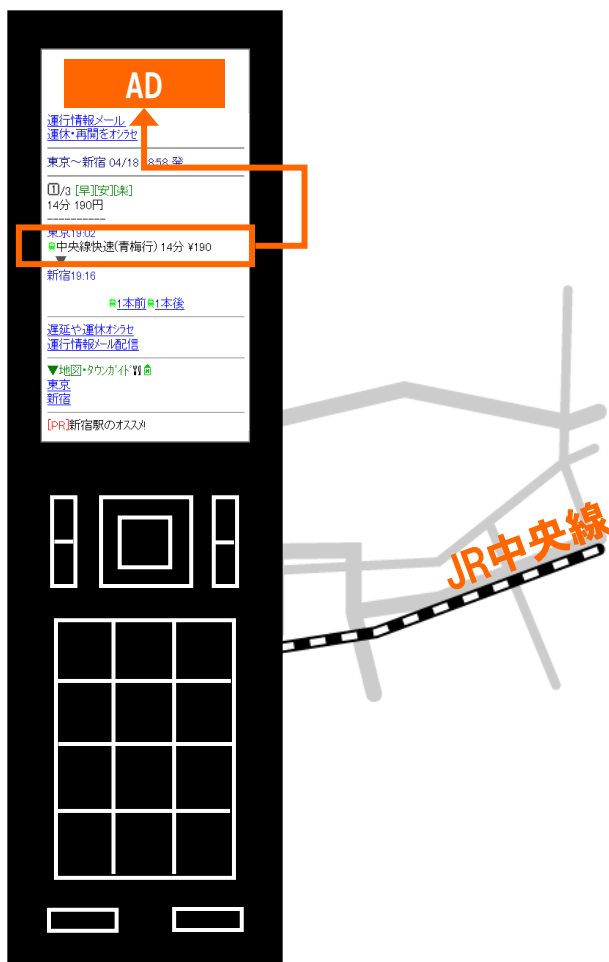 AD
運行情報メール
運休・再開をオシラセ
東京～新宿 04/18 18:58 発
1/3 [早][安][楽]
14分 190円
----------
東京19:02
中央線快速(青梅行) 14分 ¥190
▼
新宿19:16
1本前 1本後
遅延や運休オシラセ
運行情報メール配信
▼地図・タウンガイド
東京
新宿
[PR]新宿駅のオススメ
JR中央線